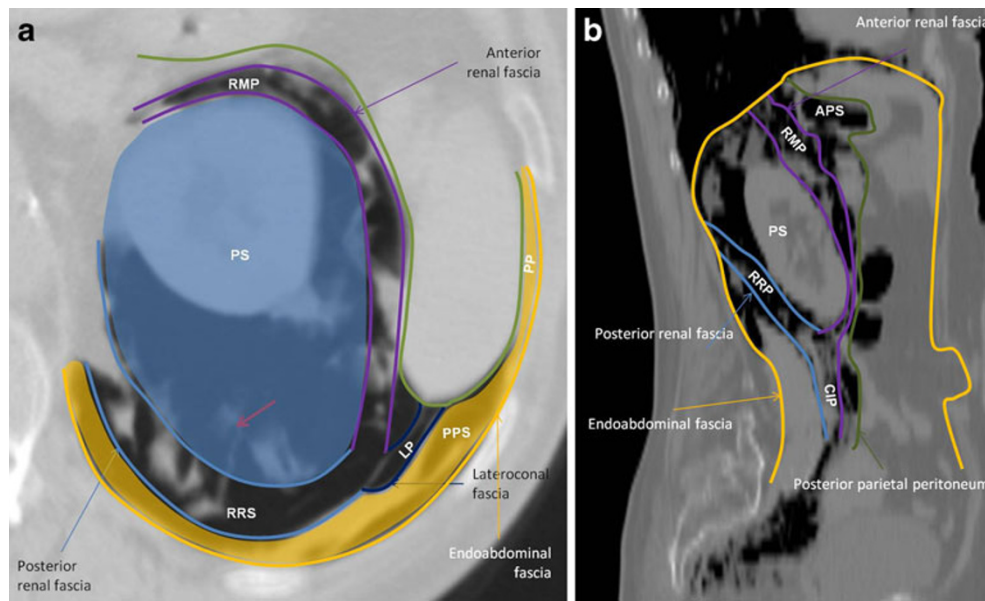 a
RMP
Anterior
renal fascia
PS
PP
PPS
LP
Lateroconal
fascia
RRS
Endoabdominal
fascia
Posterior
renal fascia
b
Anterior renal fascia
APS
RMP
PS
RRP
Posterior renal fascia
CIP
Endoabdominal fascia
Posterior parietal peritoneum